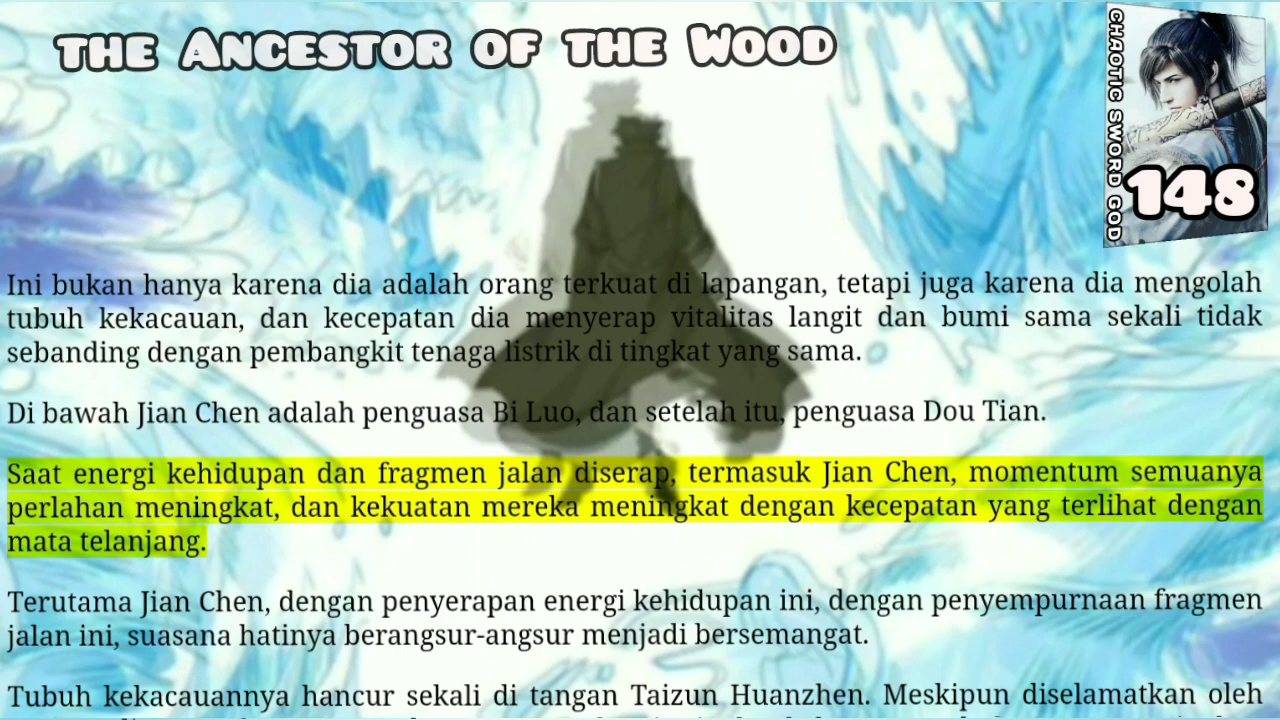 THE ANCESTOR OF THE WOOD
CHAOTIC SWORD GOD
148
Ini bukan hanya karena dia adalah orang terkuat di lapangan, tetapi juga karena dia mengolah
tubuh kekacauan, dan kecepatan dia menyerap vitalitas langit dan bumi sama sekali tidak
sebanding dengan pembangkit tenaga listrik di tingkat yang sama.
Di bawah Jian Chen adalah penguasa Bi Luo, dan setelah itu, penguasa Dou Tian.
Saat energi kehidupan dan fragmen jalan diserap, termasuk Jian Chen, momentum semuanya
perlahan meningkat, dan kekuatan mereka meningkat dengan kecepatan yang terlihat dengan
mata telanjang.
Terutama Jian Chen, dengan penyerapan energi kehidupan ini, dengan penyempurnaan fragmen
jalan ini, suasana hatinya berangsur-angsur menjadi bersemangat.
Tubuh kekacauannya hancur sekali di tangan Taizun Huanzhen. Meskipun diselamatkan oleh